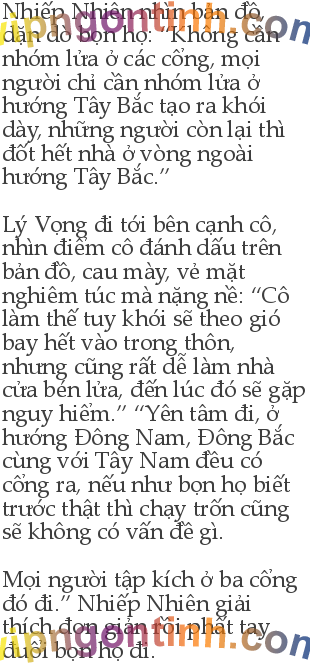 Nhiếp Nhiên nhìn bản đồ,
dặn dò bọn họ: “Không cần
nhóm lửa ở các cổng, mọi
người chỉ cần nhóm lửa ở
hướng Tây Bắc tạo ra khói
dày, những người còn lại thì
đốt hết nhà ở vòng ngoài
hướng Tây Bắc.”
Lý Vọng đi tới bên cạnh cô,
nhìn điểm cô đánh dấu trên
bản đồ, cau mày, vẻ mặt
nghiêm túc mà nặng nề: “Cô
làm thế tuy khói sẽ theo gió
bay hết vào trong thôn,
nhưng cũng rất dễ làm nhà
cửa bén lửa, đến lúc đó sẽ gặp
nguy hiểm.” “Yên tâm đi, ở
hướng Đông Nam, Đông Bắc
cùng với Tây Nam đều có
cổng ra, nếu như bọn họ biết
trước thật thì chạy trốn cũng
sẽ không có vấn đề gì.
Mọi người tập kích ở ba cổng
đó đi.” Nhiếp Nhiên giải
thích đơn giản rồi phất tay
đuổi bọn họ đi.
vipngontinh.com
vipngontinh.com